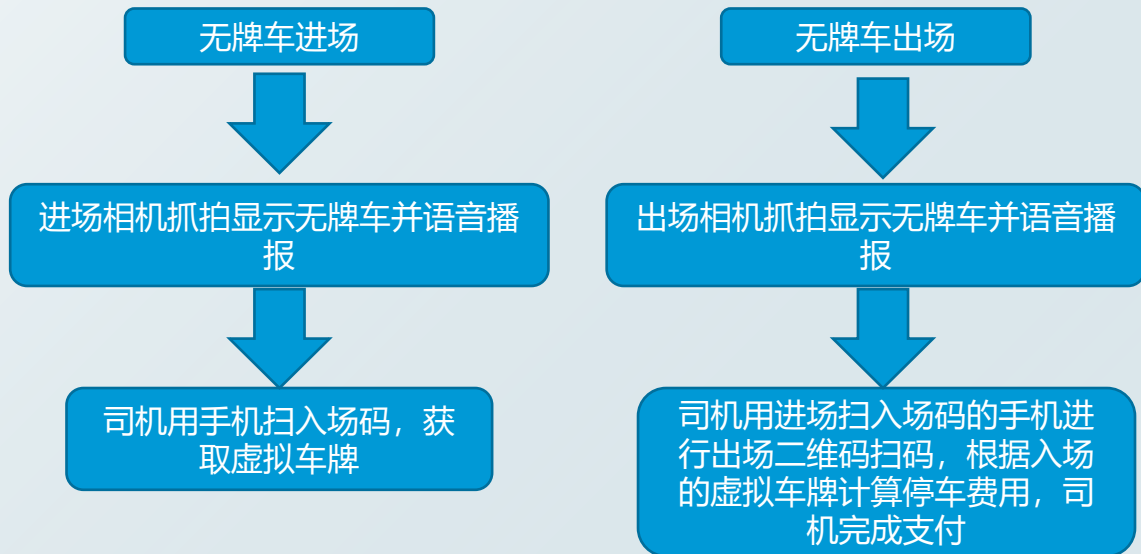 无牌车进场
进场相机抓拍显示无牌车并语音播
报
司机用手机扫入场码，获
取虚拟车牌
无牌车出场
出场相机抓拍显示无牌车并语音播
报
司机用进场扫入场码的手机进
行出场二维码扫码，根据入场
的虚拟车牌计算停车费用，司
机完成支付